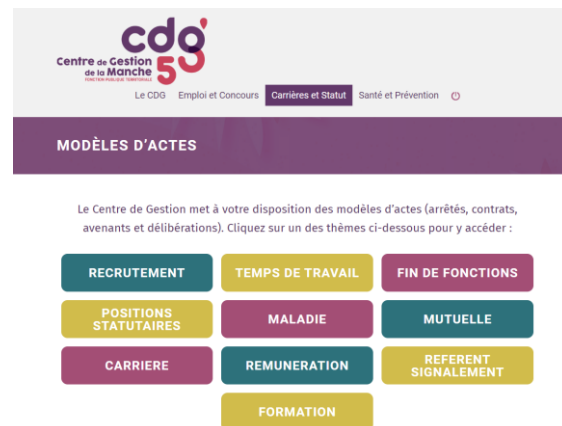 cdg
50
Centre de Gestion
de la Manche
FONCTION PUBLIQUE TERRITORIALE
Le CDG Emploi et Concours Carrières et Statut Santé et Prévention
MODÈLES D'ACTES
Le Centre de Gestion met à votre disposition des modèles d'actes (arrêtés, contrats,
avenants et délibérations). Cliquez sur un des thèmes ci-dessous pour y accéder :
RECRUTEMENT TEMPS DE TRAVAIL FIN DE FONCTIONS
POSITIONS
STATUTAIRES MALADIE MUTUELLE
CARRIERE REMUNERATION REFERENT
SIGNALEMENT
FORMATION